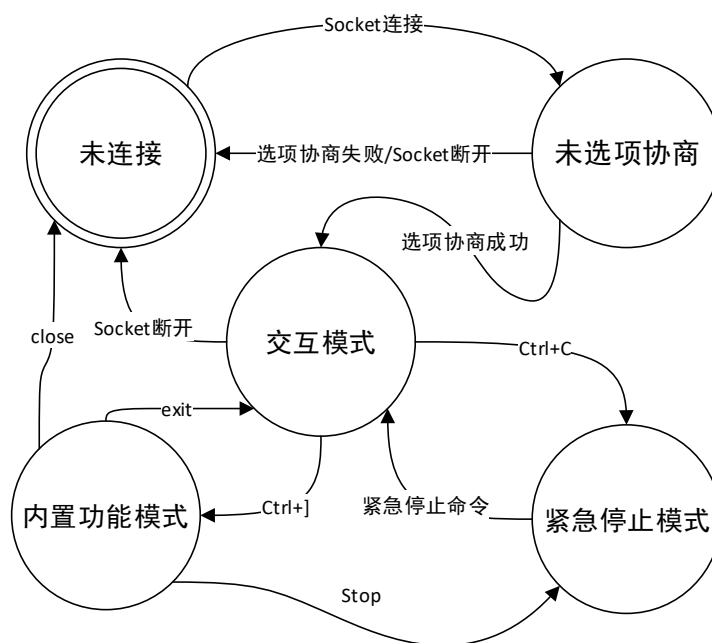 Socket连接
未连接
未选项协商
选项协商失败/Socket断开
选项协商成功
Socket断开
交互模式
close
Ctrl+C
exit
内置功能模式
Ctrl+]
紧急停止命令
紧急停止模式
Stop